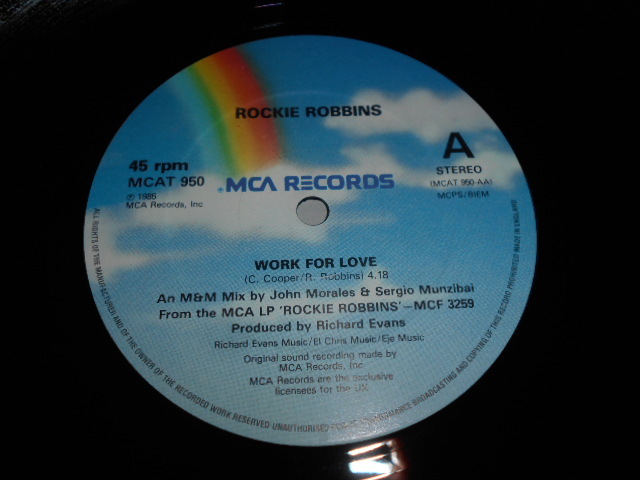 ROCKIE ROBBINS
45 rpm
MCAT 950
℗ 1985
MCA Records, Inc
A
STEREO
(MCAT 950-AA)
MCPS/BIEM
MCA RECORDS
WORK FOR LOVE
(C. Cooper/R. Robbins) 4.18
An M&M Mix by John Morales & Sergio Munzibai
From the MCA LP 'ROCKIE ROBBINS'—MCF 3259
Produced by Richard Evans
Richard Evans Music/El Chris Music/Eje Music
Original sound recording made by
MCA Records, Inc
MCA Records are the exclusive
licensees for the UK
ALL RIGHTS OF THE MANUFACTURER AND OF THE OWNER OF THE RECORDED WORK RESERVED UNAUTHORISED PERFORMANCE BROADCASTING AND COPYING OF THIS RECORD PROHIBITED MADE IN ENGLAND